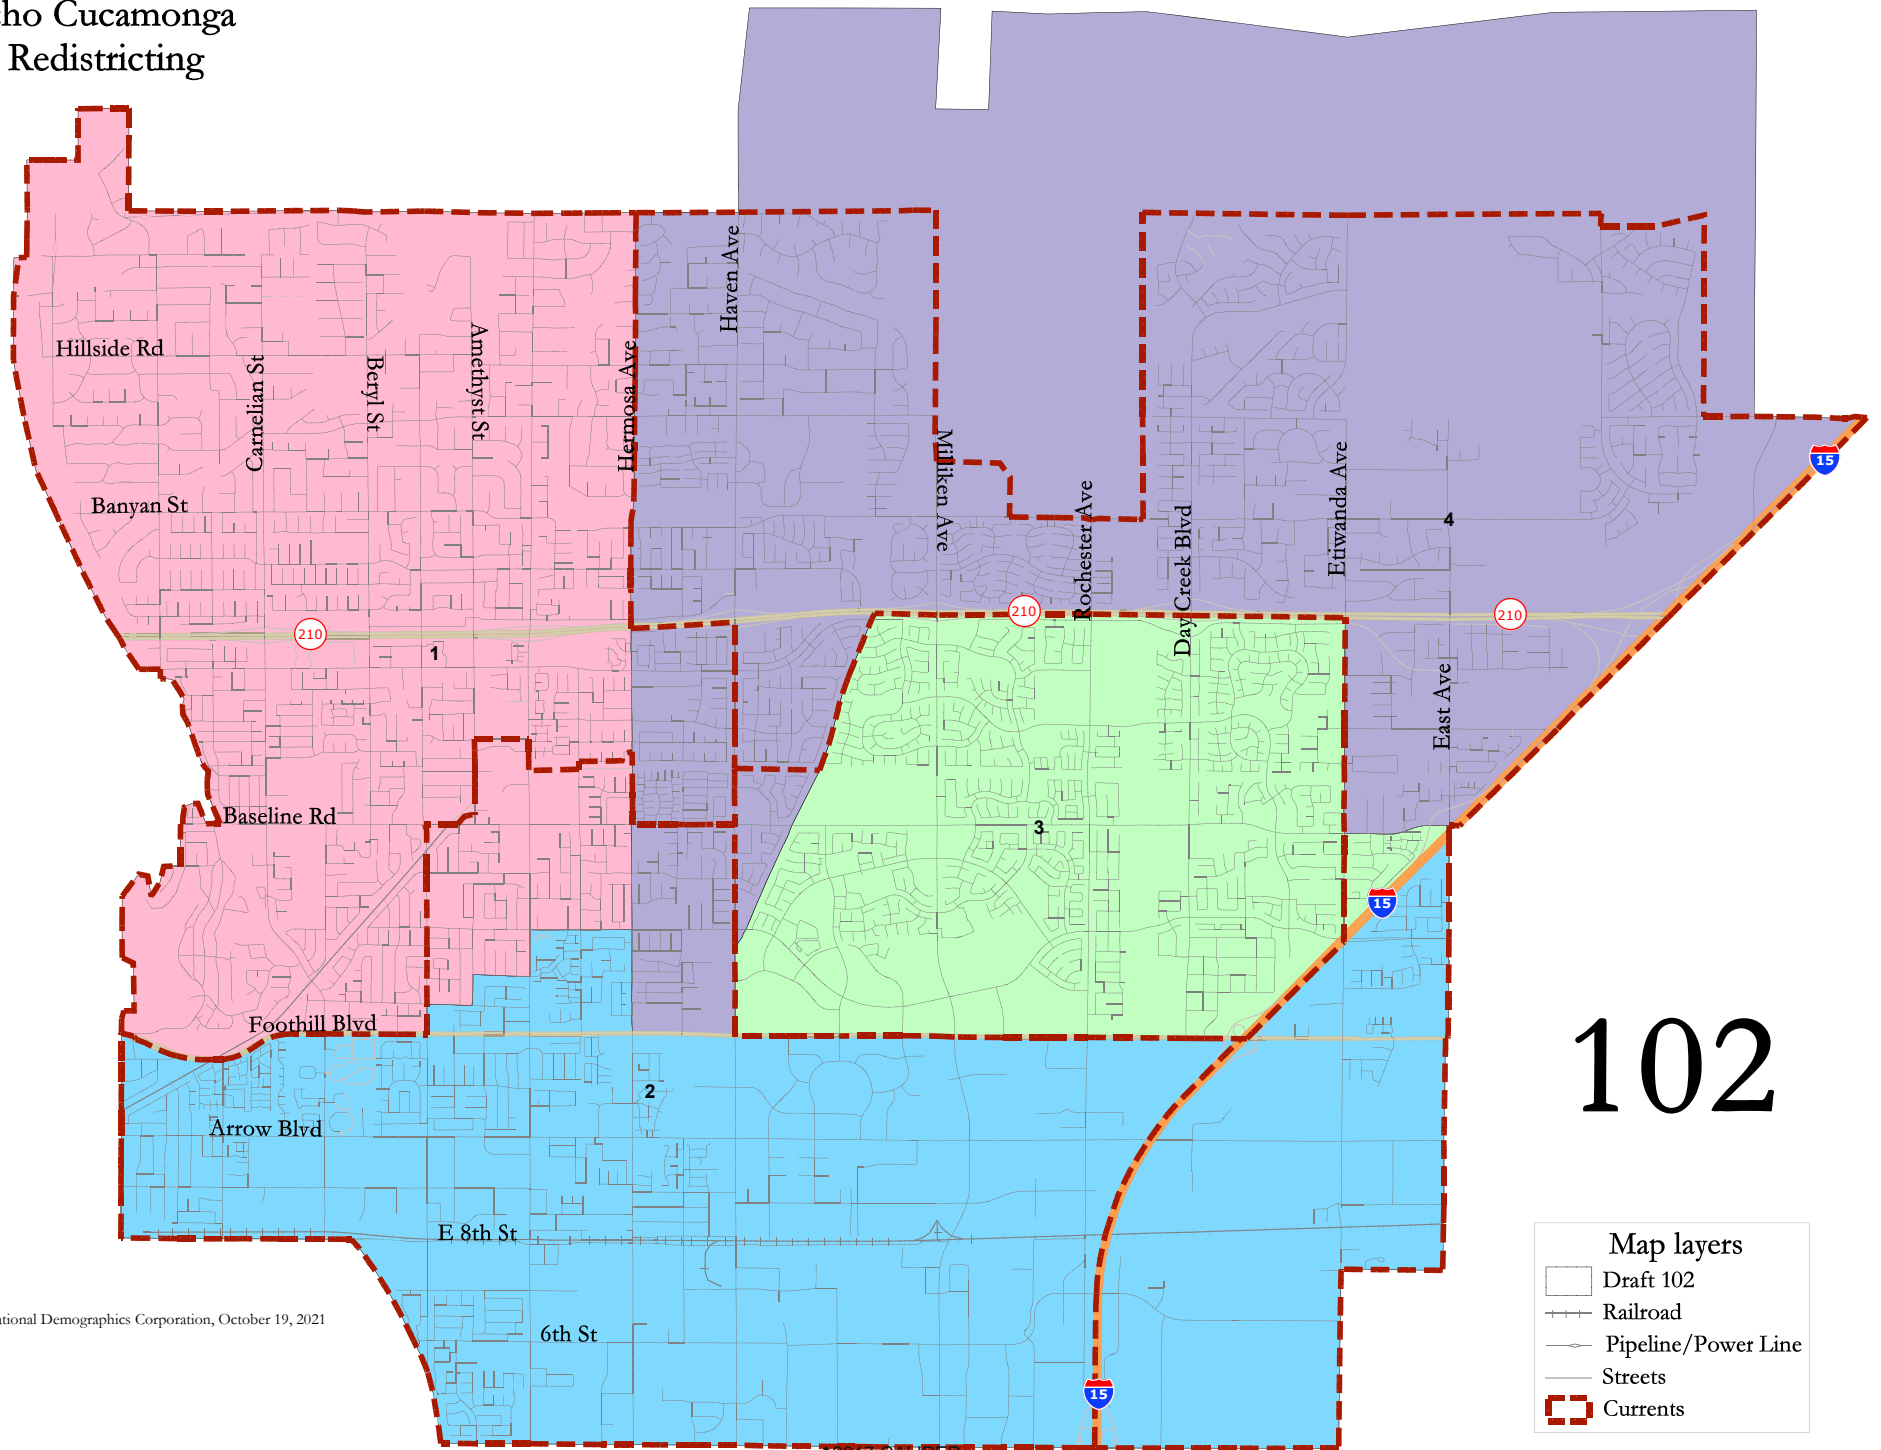 ho Cucamonga
Redistricting
Haven Ave
Hillside Rd
Carnelian St
Beryl St
Amethyst St
Hermosa Ave
Milliken Ave
Rochester Ave
Day Creek Blvd
Etiwanda Ave
15
Banyan St
4
210
210
210
1
East Ave
Baseline Rd
3
15
Foothill Blvd
2
102
Arrow Blvd
E 8th St
6th St
15
tional Demographics Corporation, October 19, 2021
Map layers
Draft 102
Railroad
Pipeline/Power Line
Streets
Currents